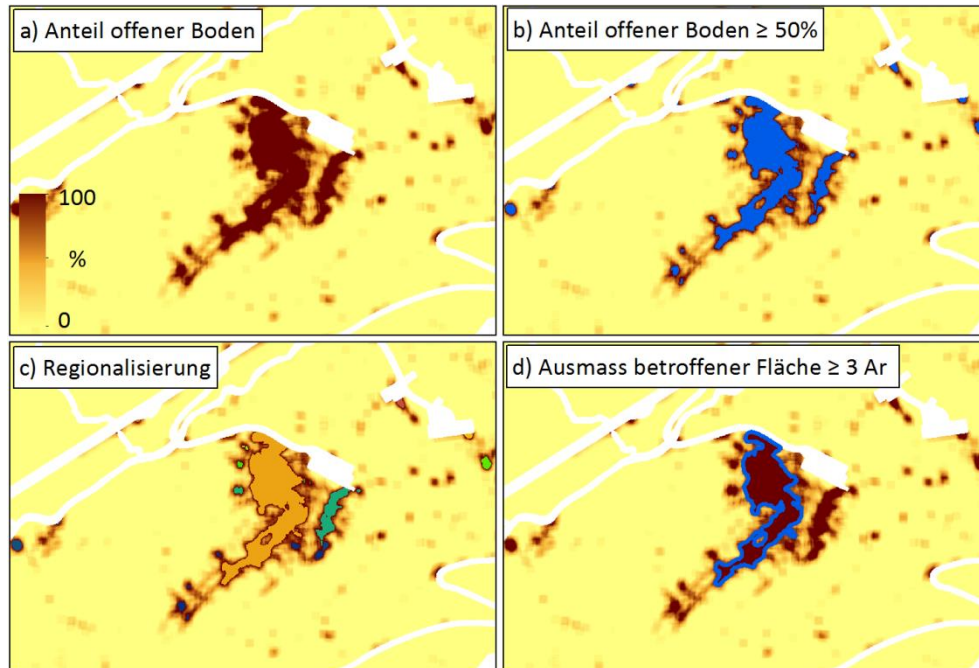 a) Anteil offener Boden
b) Anteil offener Boden ≥ 50%
100
%
0
c) Regionalisierung
d) Ausmass betroffener Fläche ≥ 3 Ar